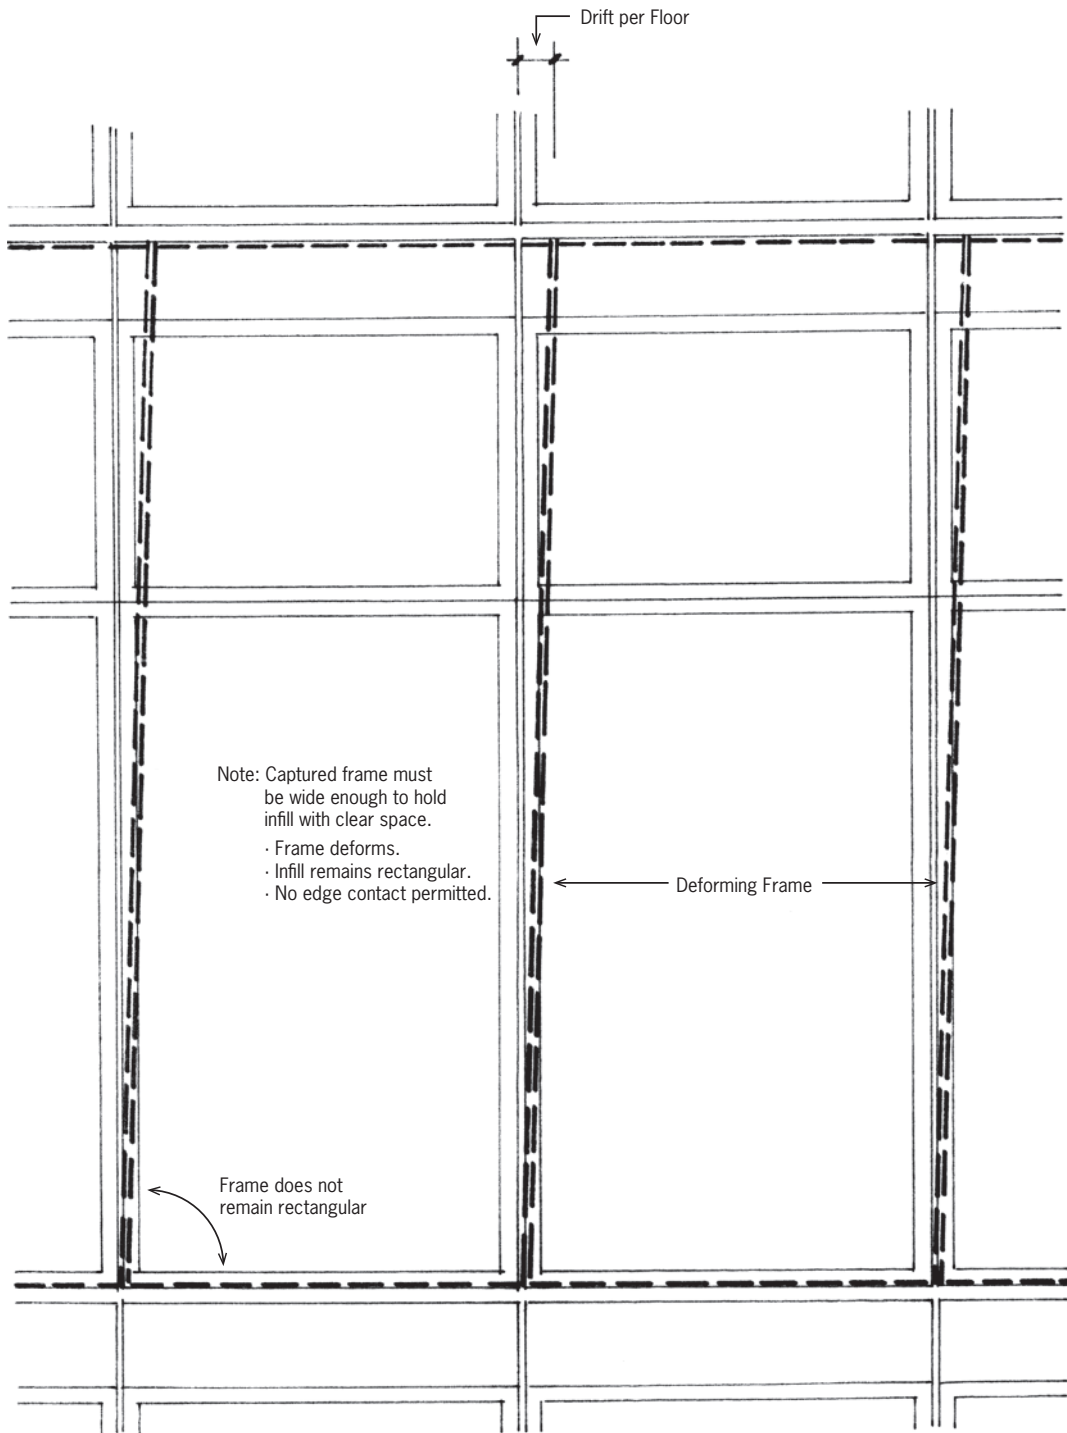 Drift per Floor
Note: Captured frame must
be wide enough to hold
infill with clear space.
· Frame deforms.
· Infill remains rectangular.
· No edge contact permitted.
Deforming Frame
Frame does not
remain rectangular